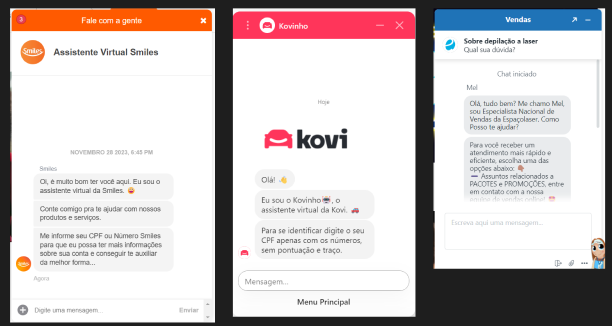 3
Fale com a gente
Smiles
Assistente Virtual Smiles
NOVEMBRO 28 2023, 6:45 PM
Smiles
Oi, é muito bom ter você aqui. Eu sou o
assistente virtual da Smiles. 😄
Conte comigo pra te ajudar com nossos
produtos e serviços.
Me informe seu CPF ou Número Smiles
para que eu possa ter mais informações
sobre sua conta e conseguir te auxiliar
da melhor forma...
Agora
Digite uma mensagem...
Enviar
Kovinho
Hoje
kovi
Olá! 👋
Eu sou o Kovinho, o
assistente virtual da Kovi. 🚗
Para se identificar digite o seu
CPF apenas com os números,
sem pontuação e traço.
Mensagem...
Menu Principal
Vendas
Sobre depilação a laser
Qual sua dúvida?
Chat iniciado
Mel
Olá, tudo bem? Me chamo Mel,
sou Especialista Nacional de
Vendas da Espaçolaser. Como
Posso te ajudar?
Para você receber um
atendimento mais rápido e
eficiente, escolha uma das
opções abaixo: 👇🏽
Assuntos relacionados a
PACOTES e PROMOÇÕES, entre
em contato com a nossa
Escreva aqui uma mensagem...